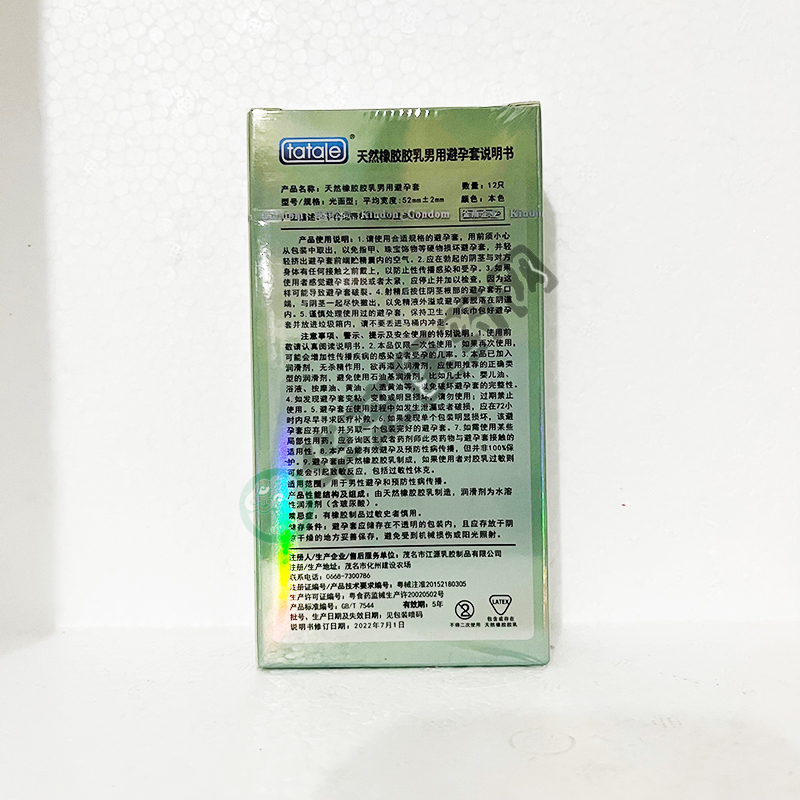 tatale®
天然橡胶胶乳男用避孕套说明书
产品名称：天然橡胶胶乳男用避孕套 数量：12只
型号/规格：光面型；平均宽度：52mm±2mm 颜色：本色
Kindon Condom
产品使用说明：1.请使用合适规格的避孕套，用前须小心
从包装中取出，以免指甲、珠宝饰物等硬物损坏避孕套，并轻
轻挤出避孕套前端贮精囊内的空气。2.应在勃起的阴茎与对方
身体有任何接触之前戴上，以防止性传播感染和受孕。3.如果
使用者感觉避孕套滑脱或者太紧，应停止并加以检查，因为这
样可能导致避孕套破裂。4.射精后按住阴茎根部的避孕套开口
端，与阴茎一起尽快撤出，以免精液外溢或避孕套脱落在阴道
内。5.谨慎处理使用过的避孕套，保持卫生，用纸巾包好避孕套
并放进垃圾箱内，请不要丢进马桶内冲走。
注意事项、警示、提示及安全使用的特别说明：1.使用前
敬请认真阅读说明书。2.本品仅限一次性使用，如果再次使用，
可能会增加性传播疾病的感染或者受孕的几率。3.本品已加入
润滑剂，无杀精作用，欲再添入润滑剂，应使用推荐的正确类
型的润滑剂，避免使用石油基润滑剂，比如凡士林、婴儿油、
浴液、按摩油、黄油、人造黄油等，以免破坏避孕套的完整性。
4.如发现避孕套变粘、变脆或明显损坏，请勿使用；过期禁止
使用。5.避孕套在使用过程中如发生泄漏或者破损，应在72小
时内尽早寻求医疗补救。6.如果发现单个包装明显损坏，该避
孕套应弃用，并另取一个包装完好的避孕套。7.如需使用某些
局部性用药，应咨询医生或者药剂师此类药物与避孕套接触的
适用性。8.本产品能有效避孕及预防性病传播，但并非100%保
护。9.避孕套由天然橡胶胶乳制成，如果使用者对胶乳过敏则
可能会引起致敏反应，包括过敏性休克。
适用范围：用于男性避孕和预防性病传播。
产品性能结构及组成：由天然橡胶胶乳制造，润滑剂为水溶
性润滑剂（含玻尿酸）。
禁忌症：有橡胶制品过敏史者慎用。
储存条件：避孕套应储存在不透明的包装内，且应存放于阴
凉干燥的地方妥善保存，避免受到机械损伤或阳光照射。
注册人/生产企业/售后服务单位：茂名市江源乳胶制品有限公司
注册/生产地址：茂名市化州建设农场
联系电话：0668-7300786
注册证编号/产品技术要求编号：粤械注准20152180305
生产许可证编号：粤食药监械生产许20020502号
产品标准编号：GB/T 7544 有效期：5年
批号、生产日期及失效日期：见包装喷码
说明书修订日期：2022年7月1日
不得二次使用
LATEX
包含或存在
天然橡胶胶乳